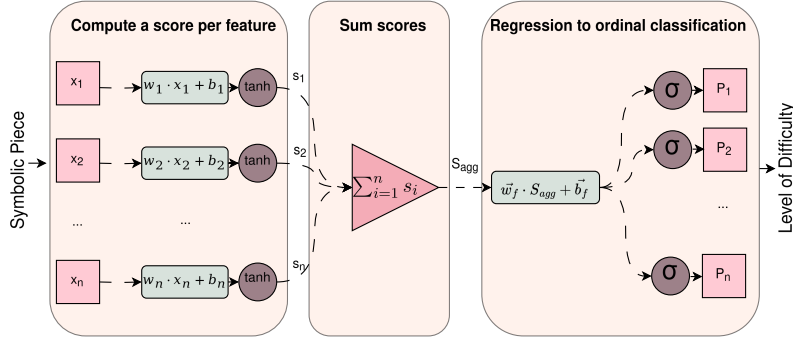 Compute a score per feature
Sum scores
Regression to ordinal classification
Symbolic Piece
x1
w1 · x1 + b1
tanh
s1
x2
w2 · x2 + b2
tanh
s2
...
...
xn
wn · xn + bn
tanh
sn
∑ni=1 si
Sagg
w⃗f · Sagg + b⃗f
σ
P1
σ
P2
...
σ
Pn
Level of Difficulty